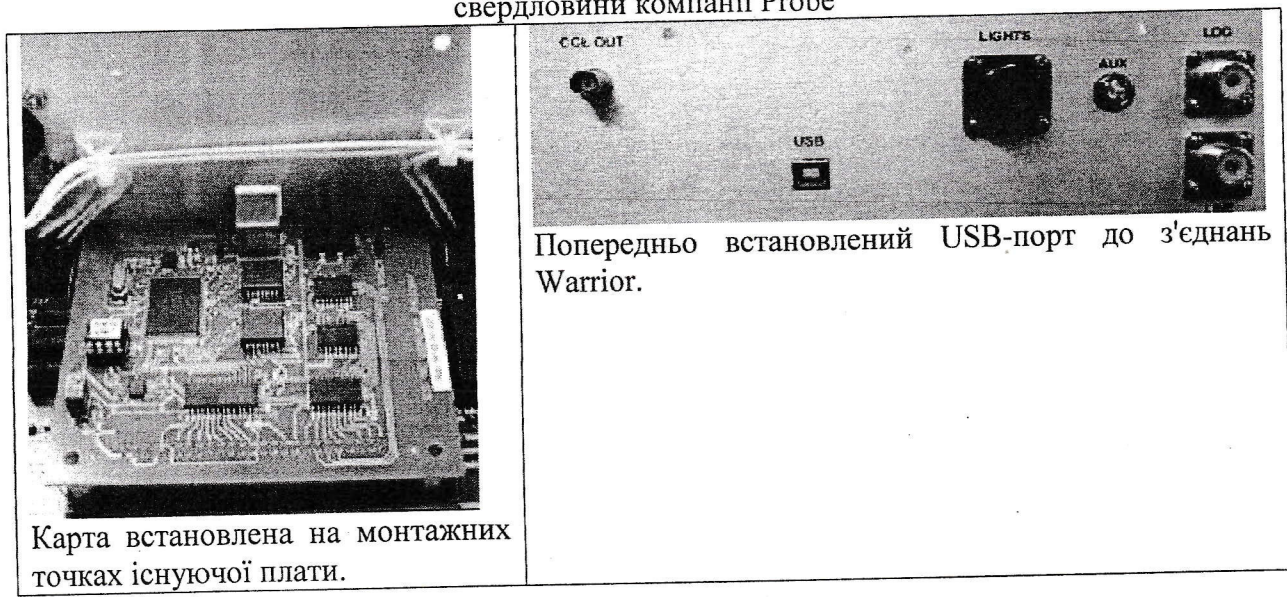 свердловини компанії Probe
CCL OUT
LIGHTS
LOG
AUX
USB
Попередньо встановлений USB-порт до з'єднань
Warrior.
Карта встановлена на монтажних
точках існуючої плати.